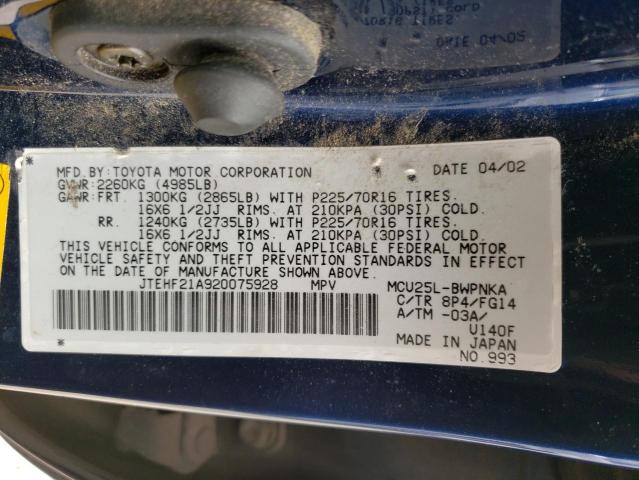 MFD. BY: TOYOTA MOTOR CORPORATION DATE 04/02
GVWR: 2260KG (4985LB)
GAWR: FRT. 1300KG (2865LB) WITH P225/70R16 TIRES.
16X6 1/2JJ RIMS. AT 210KPA (30PSI) COLD.
RR. 1240KG (2735LB) WITH P225/70R16 TIRES.
16X6 1/2JJ RIMS. AT 210KPA (30PSI) COLD.
THIS VEHICLE CONFORMS TO ALL APPLICABLE FEDERAL MOTOR
VEHICLE SAFETY AND THEFT PREVENTION STANDARDS IN EFFECT
ON THE DATE OF MANUFACTURE SHOWN ABOVE.
JTEHF21A920075928 MPV MCU25L-BWPNKA
C/TR 8P4/FG14
A/TM -03A/
U140F
MADE IN JAPAN
NO. 993